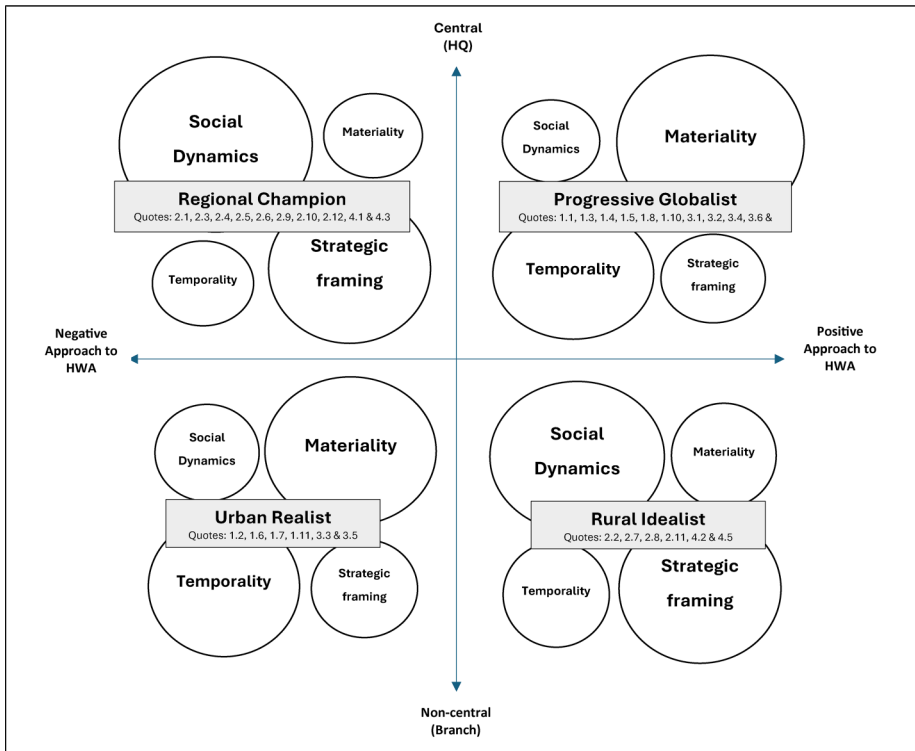 Central
(HQ)
Social
Dynamics
Materiality
Regional Champion
Quotes: 2.1, 2.3, 2.4, 2.5, 2.6, 2.9, 2.10, 2.12, 4.1 & 4.3
Temporality
Strategic
framing
Social
Dynamics
Materiality
Progressive Globalist
Quotes: 1.1, 1.3, 1.4, 1.5, 1.8, 1.10, 3.1, 3.2, 3.4, 3.6 &
Temporality
Strategic
framing
Negative
Approach to
HWA
Positive
Approach to
HWA
Social
Dynamics
Materiality
Urban Realist
Quotes: 1.2, 1.6, 1.7, 1.11, 3.3 & 3.5
Temporality
Strategic
framing
Social
Dynamics
Materiality
Rural Idealist
Quotes: 2.2, 2.7, 2.8, 2.11, 4.2 & 4.5
Temporality
Strategic
framing
Non-central
(Branch)